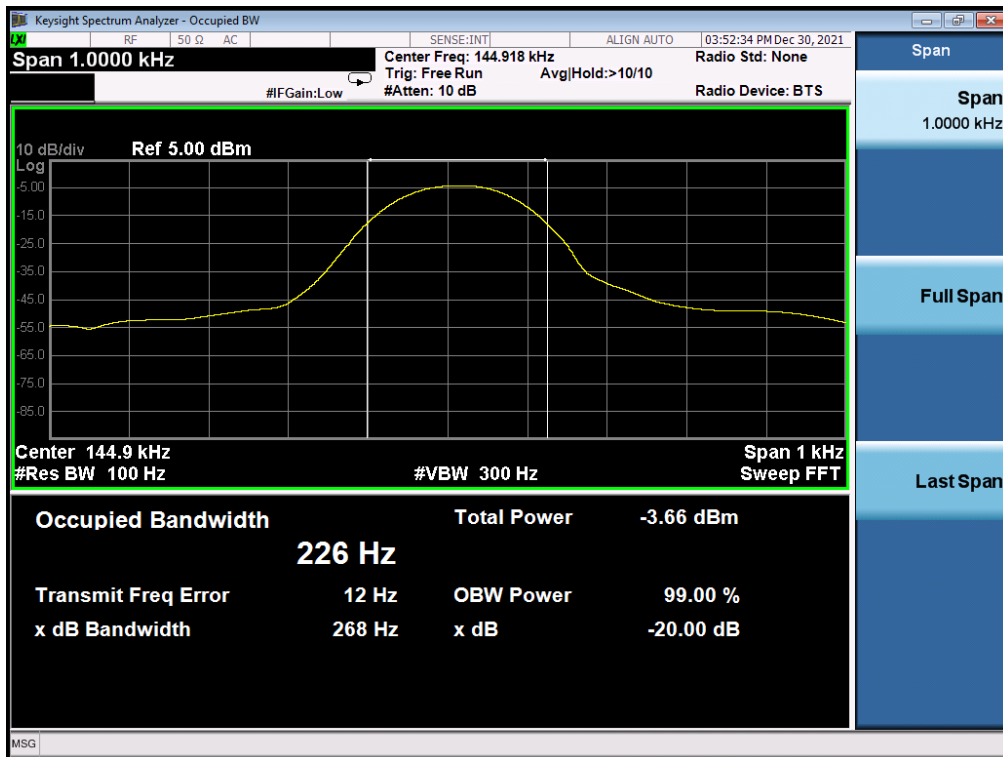 Keysight Spectrum Analyzer - Occupied BW
LXI RF 50 Ω AC SENSE:INT ALIGN AUTO 03:52:34 PM Dec 30, 2021
Span 1.0000 kHz
Center Freq: 144.918 kHz Radio Std: None
Trig: Free Run Avg|Hold:>10/10
#IFGain:Low #Atten: 10 dB Radio Device: BTS
Span
Span
1.0000 kHz
Full Span
Last Span
10 dB/div Ref 5.00 dBm
Log
-5.00
-15.0
-25.0
-35.0
-45.0
-55.0
-65.0
-75.0
-85.0
Center 144.9 kHz Span 1 kHz
#Res BW 100 Hz #VBW 300 Hz Sweep FFT
Occupied Bandwidth Total Power -3.66 dBm
226 Hz
Transmit Freq Error 12 Hz OBW Power 99.00 %
x dB Bandwidth 268 Hz x dB -20.00 dB
MSG